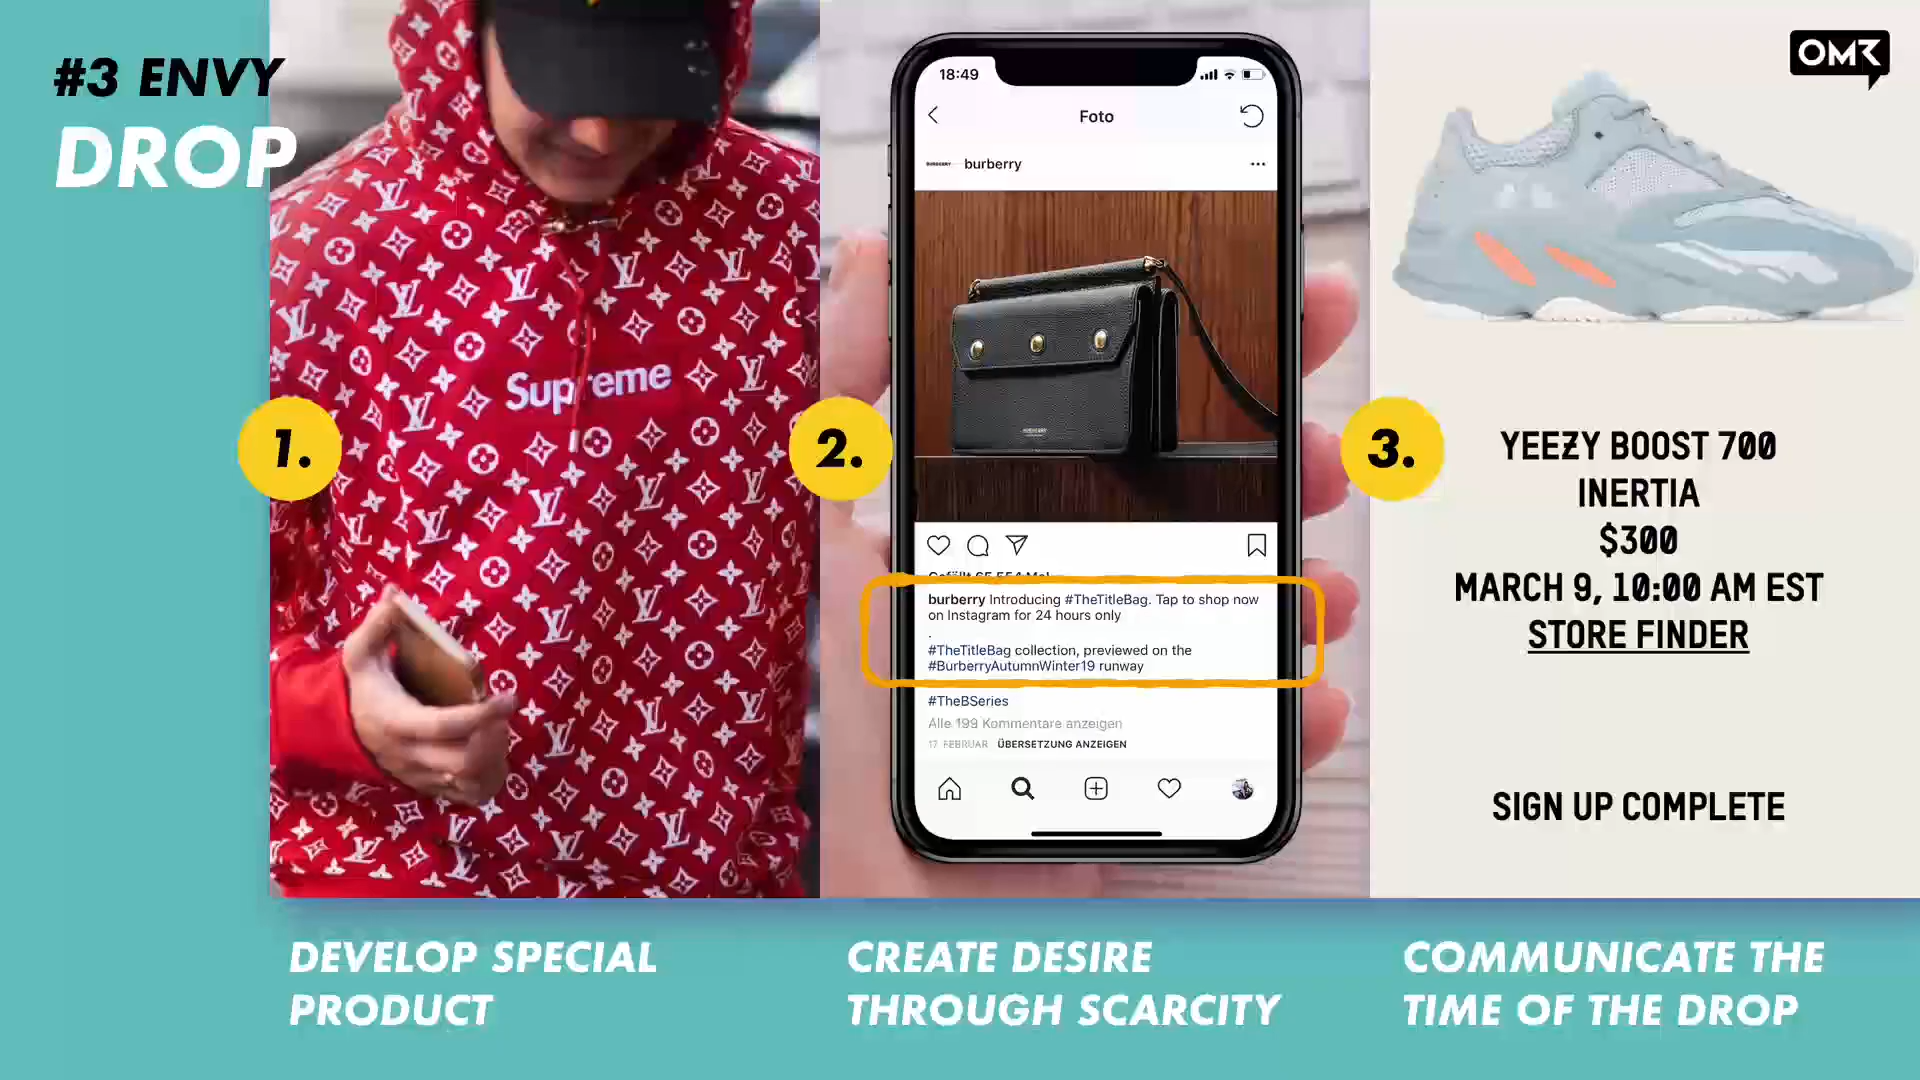 #3 ENVY
DROP
OMR
Supreme
1.
2.
3.
18:49
Foto
BURBERRY burberry
burberry Introducing #TheTitleBag. Tap to shop now
on Instagram for 24 hours only
.
#TheTitleBag collection, previewed on the
#BurberryAutumnWinter19 runway
#TheBSeries
Alle 199 Kommentare anzeigen
17. FEBRUAR ÜBERSETZUNG ANZEIGEN
YEEZY BOOST 700
INERTIA
$300
MARCH 9, 10:00 AM EST
STORE FINDER
SIGN UP COMPLETE
DEVELOP SPECIAL
PRODUCT
CREATE DESIRE
THROUGH SCARCITY
COMMUNICATE THE
TIME OF THE DROP